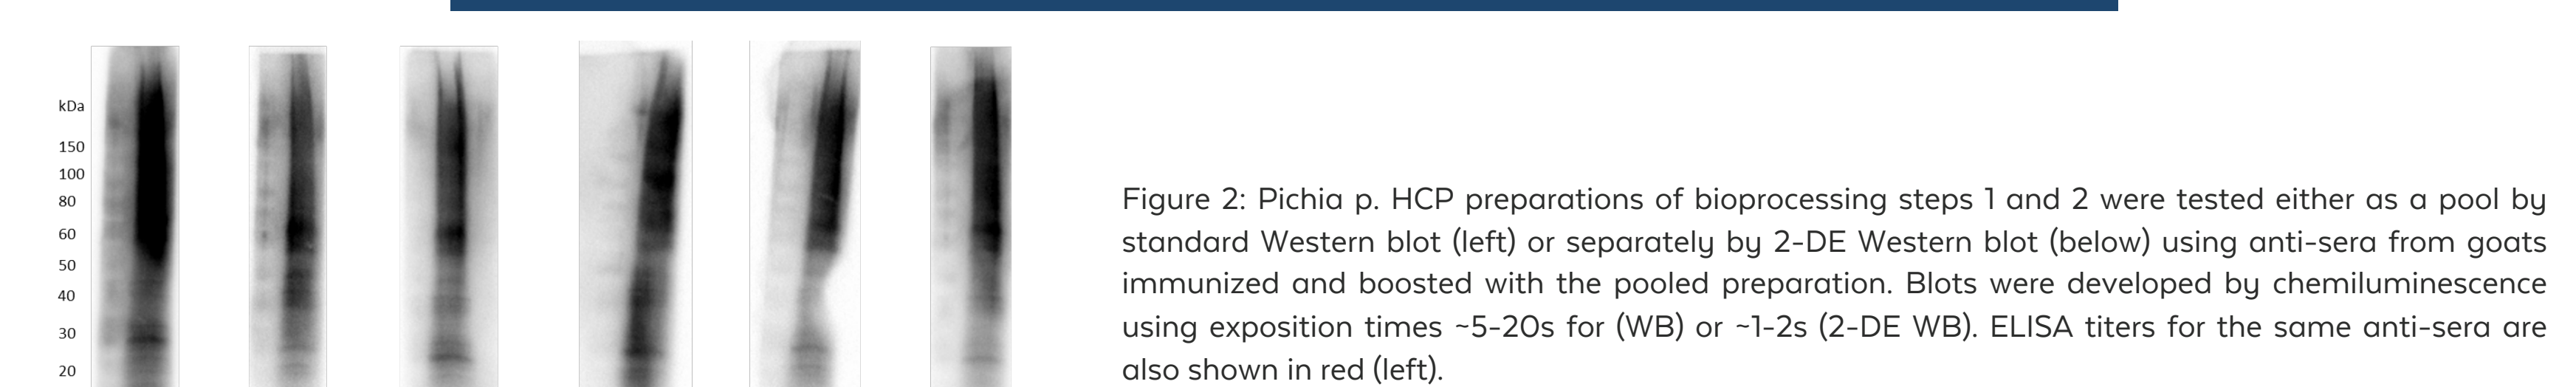 kDa
150
100
80
60
50
40
30
20
Figure 2: Pichia p. HCP preparations of bioprocessing steps 1 and 2 were tested either as a pool by
standard Western blot (left) or separately by 2-DE Western blot (below) using anti-sera from goats
immunized and boosted with the pooled preparation. Blots were developed by chemiluminescence
using exposition times ~5-20s for (WB) or ~1-2s (2-DE WB). ELISA titers for the same anti-sera are
also shown in red (left).